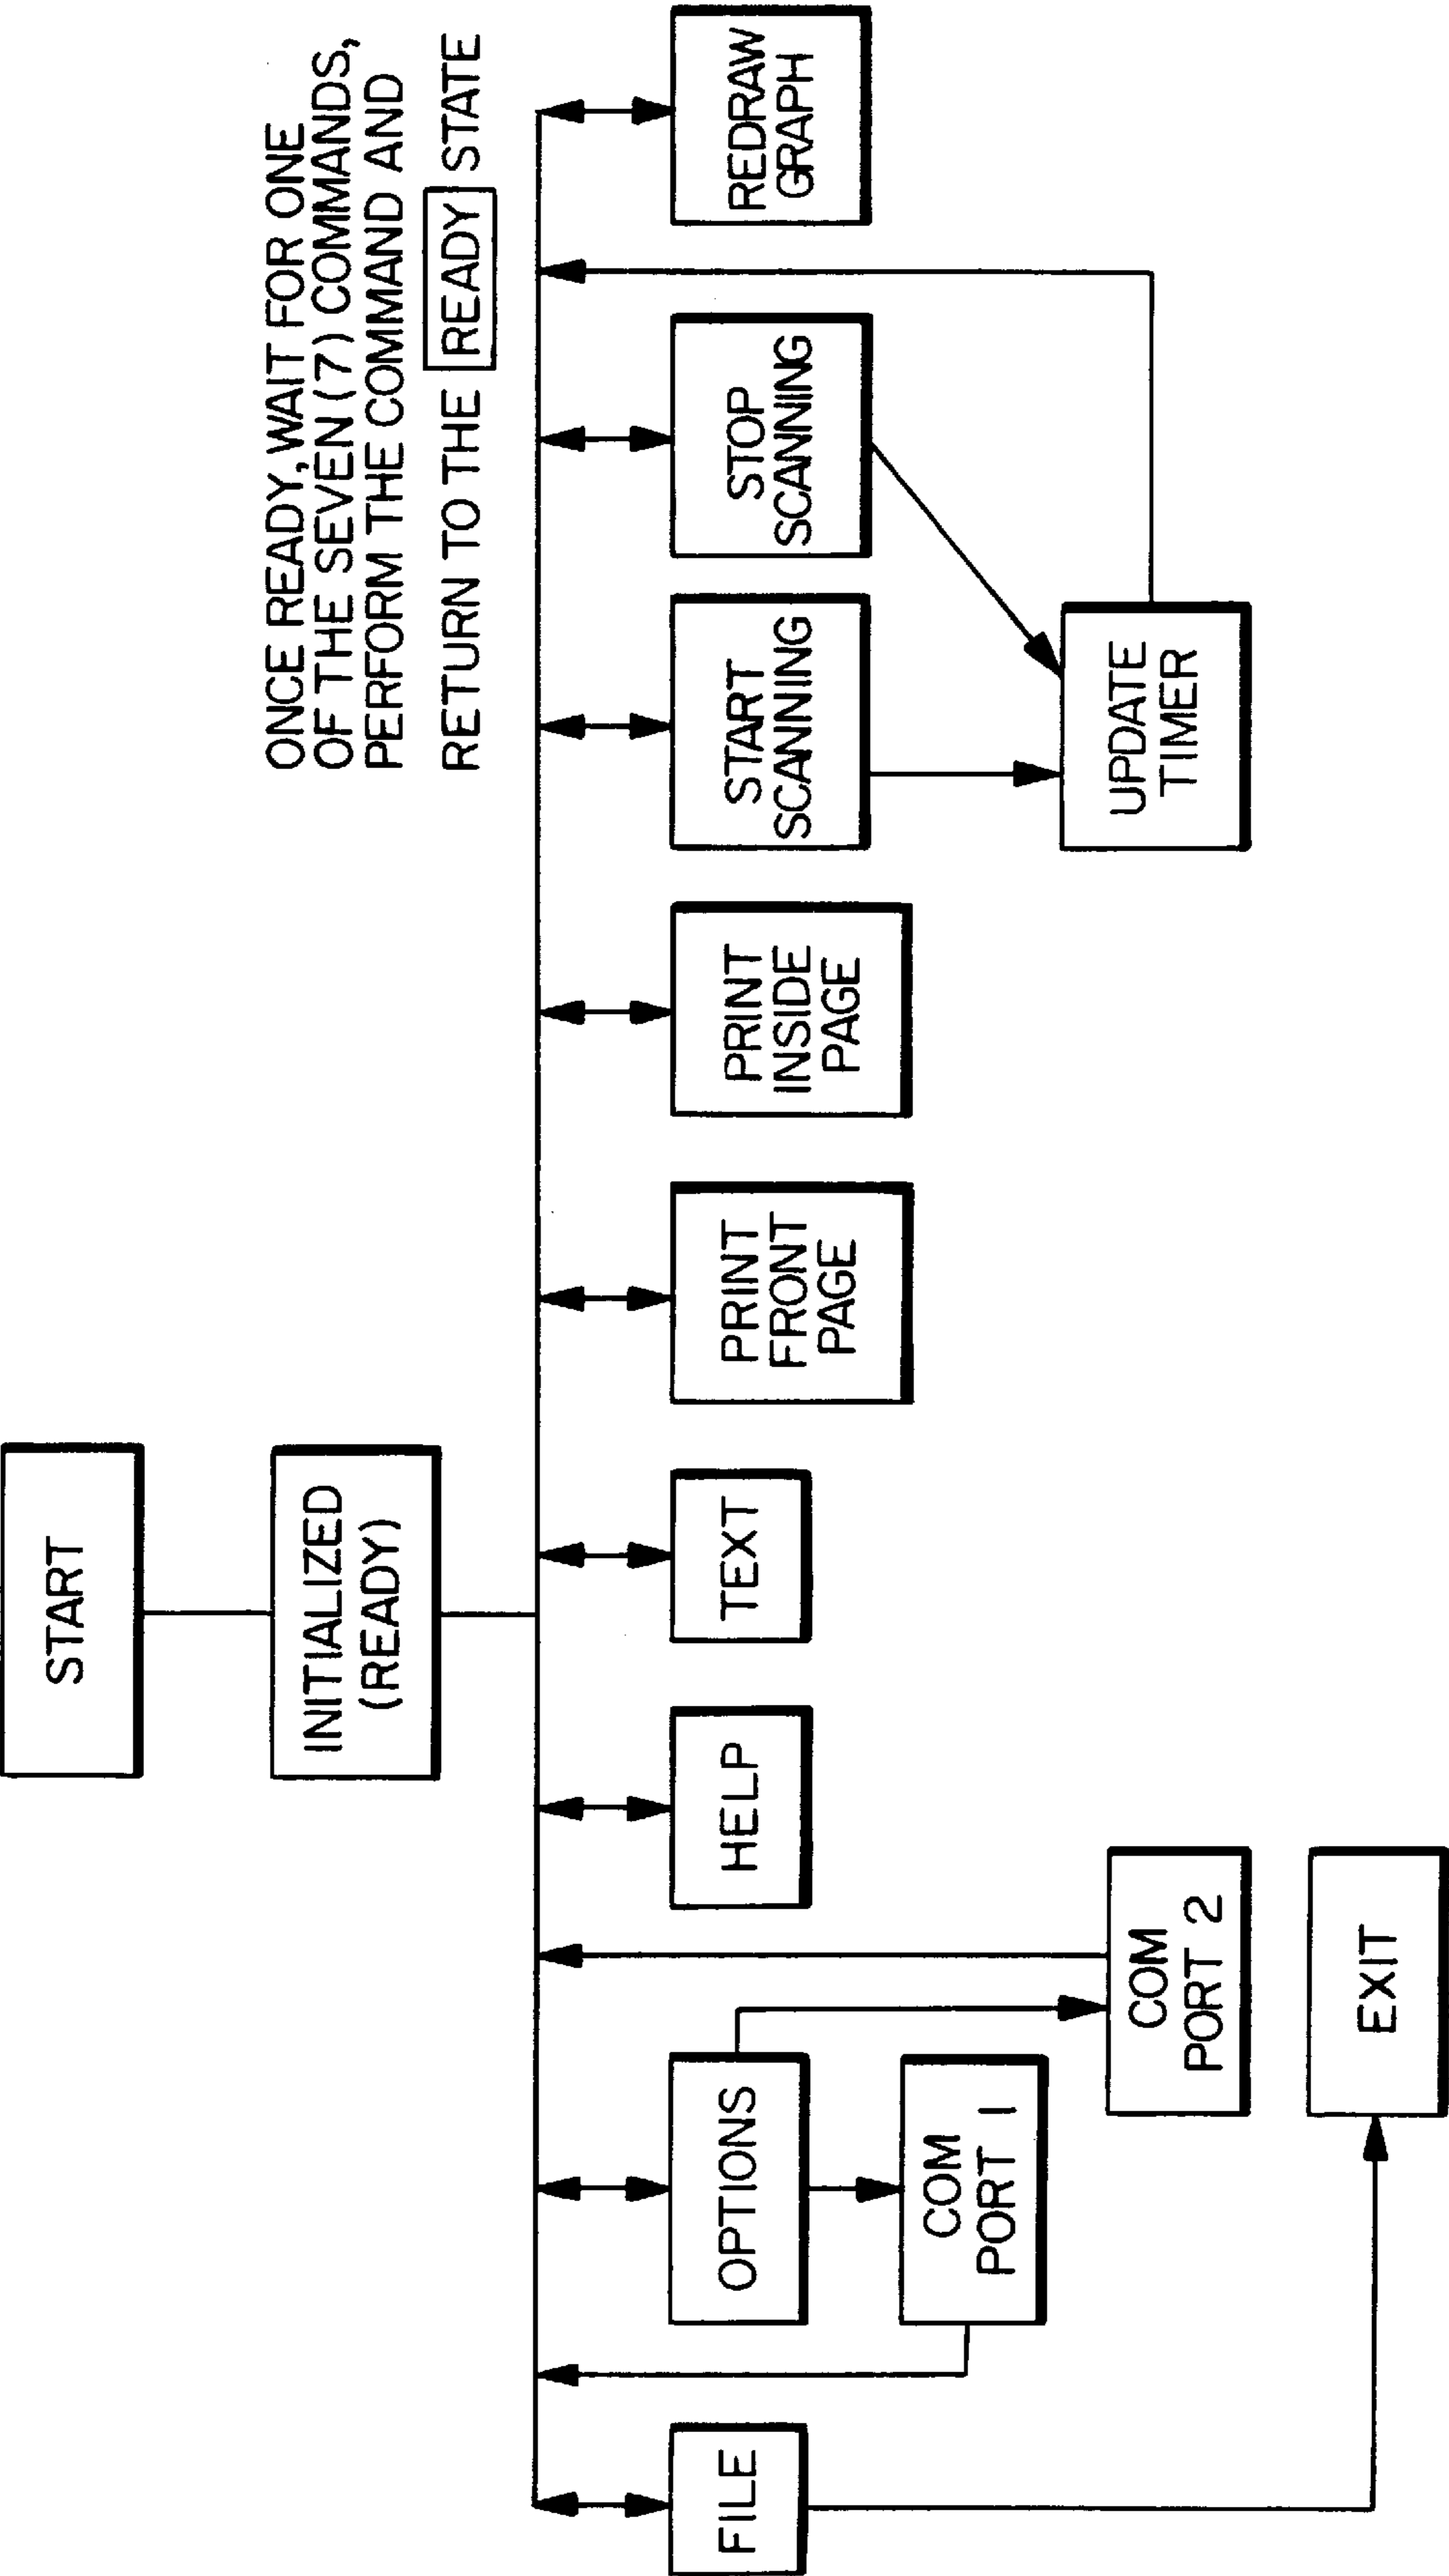 START
INITIALIZED
(READY)
ONCE READY, WAIT FOR ONE
OF THE SEVEN (7) COMMANDS,
PERFORM THE COMMAND AND
RETURN TO THE READY STATE
FILE
OPTIONS
HELP
TEXT
PRINT
FRONT
PAGE
PRINT
INSIDE
PAGE
START
SCANNING
STOP
SCANNING
REDRAW
GRAPH
COM
PORT 1
COM
PORT 2
UPDATE
TIMER
EXIT